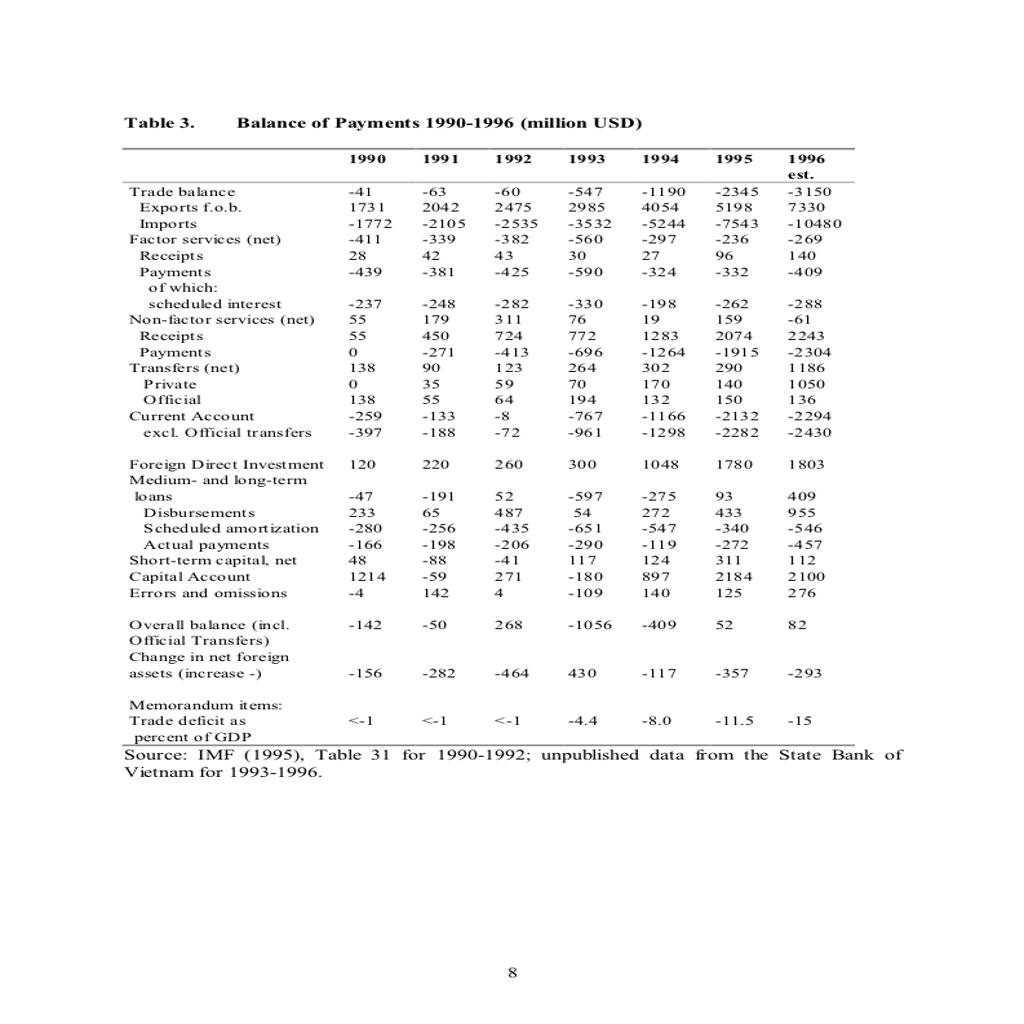 Table 3. Balance of Payments 1990-1996 (million USD)
1990 1991 1992 1993 1994 1995 1996
est.
Trade balance -41 -63 -60 -547 -1190 -2345 -3150
Exports f.o.b. 1731 2042 2475 2985 4054 5198 7330
Imports -1772 -2105 -2535 -3532 -5244 -7543 -10480
Factor services (net) -411 -339 -382 -560 -297 -236 -269
Receipts 28 42 43 30 27 96 140
Payments -439 -381 -425 -590 -324 -332 -409
of which:
scheduled interest -237 -248 -282 -330 -198 -262 -288
Non-factor services (net) 55 179 311 76 19 159 -61
Receipts 55 450 724 772 1283 2074 2243
Payments 0 -271 -413 -696 -1264 -1915 -2304
Transfers (net) 138 90 123 264 302 290 1186
Private 0 35 59 70 170 140 1050
Official 138 55 64 194 132 150 136
Current Account -259 -133 -8 -767 -1166 -2132 -2294
excl. Official transfers -397 -188 -72 -961 -1298 -2282 -2430
Foreign Direct Investment 120 220 260 300 1048 1780 1803
Medium- and long-term
loans -47 -191 52 -597 -275 93 409
Disbursements 233 65 487 54 272 433 955
Scheduled amortization -280 -256 -435 -651 -547 -340 -546
Actual payments -166 -198 -206 -290 -119 -272 -457
Short-term capital, net 48 -88 -41 117 124 311 112
Capital Account 1214 -59 271 -180 897 2184 2100
Errors and omissions -4 142 4 -109 140 125 276
Overall balance (incl. -142 -50 268 -1056 -409 52 82
Official Transfers)
Change in net foreign
assets (increase -) -156 -282 -464 430 -117 -357 -293
Memorandum items:
Trade deficit as <-1 <-1 <-1 -4.4 -8.0 -11.5 -15
percent of GDP
Source: IMF (1995), Table 31 for 1990-1992; unpublished data from the State Bank of
Vietnam for 1993-1996.
8